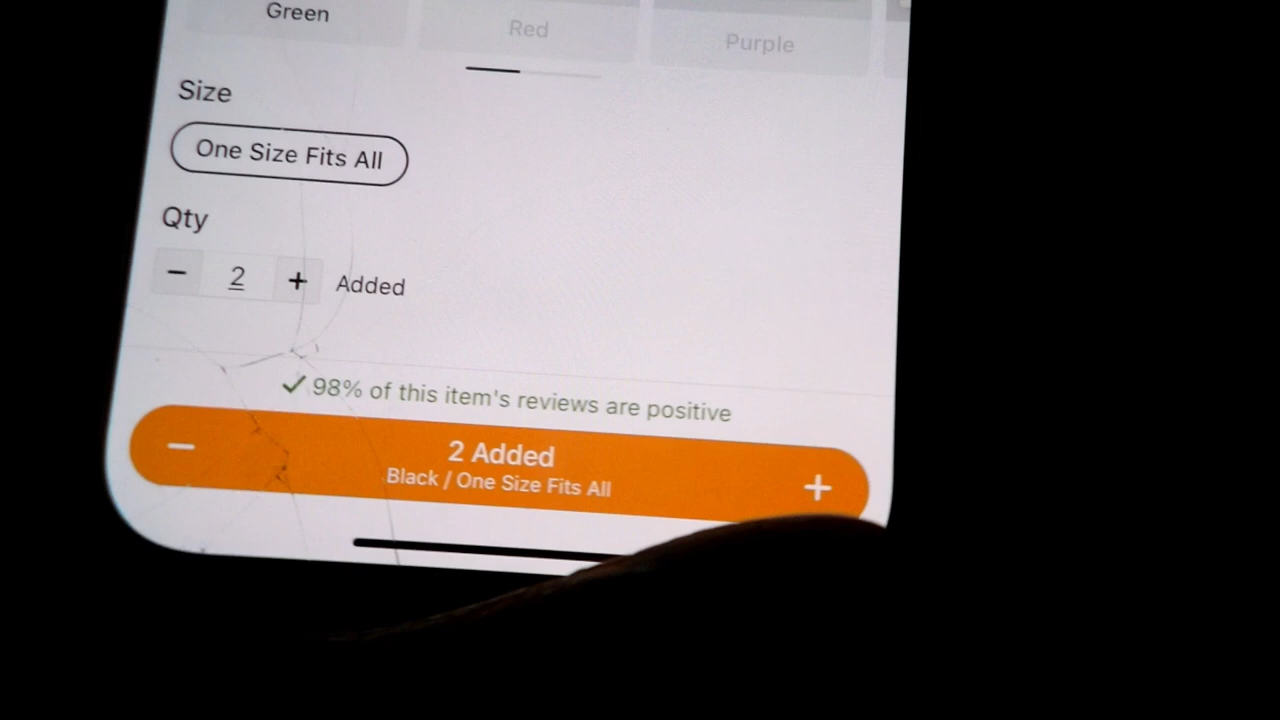 Green
Red
Purple
Size
One Size Fits All
Qty
− 2 + Added
✓ 98% of this item's reviews are positive
− 2 Added +
Black / One Size Fits All